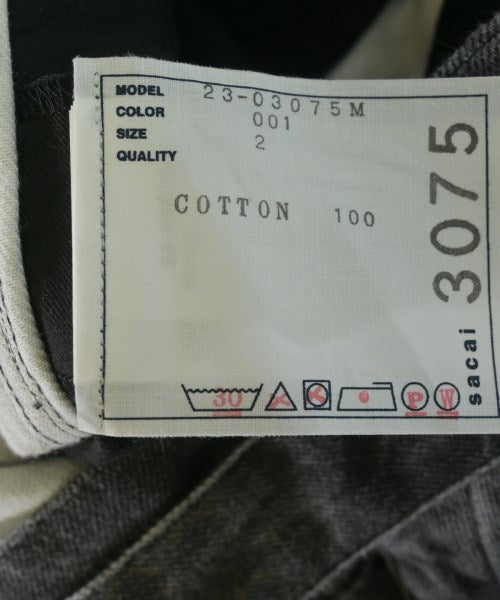 MODEL 23-03075M
COLOR 001
SIZE 2
QUALITY
COTTON 100
30 P W
sacai 3075